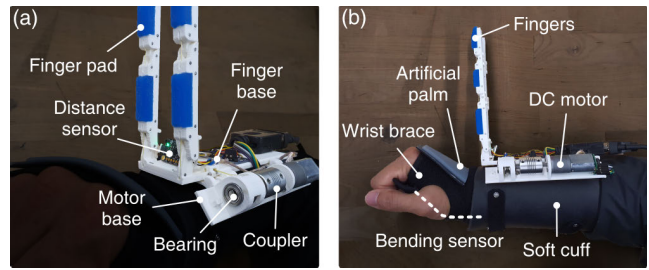 (a)
Finger pad
Distance
sensor
Finger
base
Motor
base
Bearing
Coupler
(b)
Fingers
Artificial
palm
DC motor
Wrist brace
Bending sensor
Soft cuff